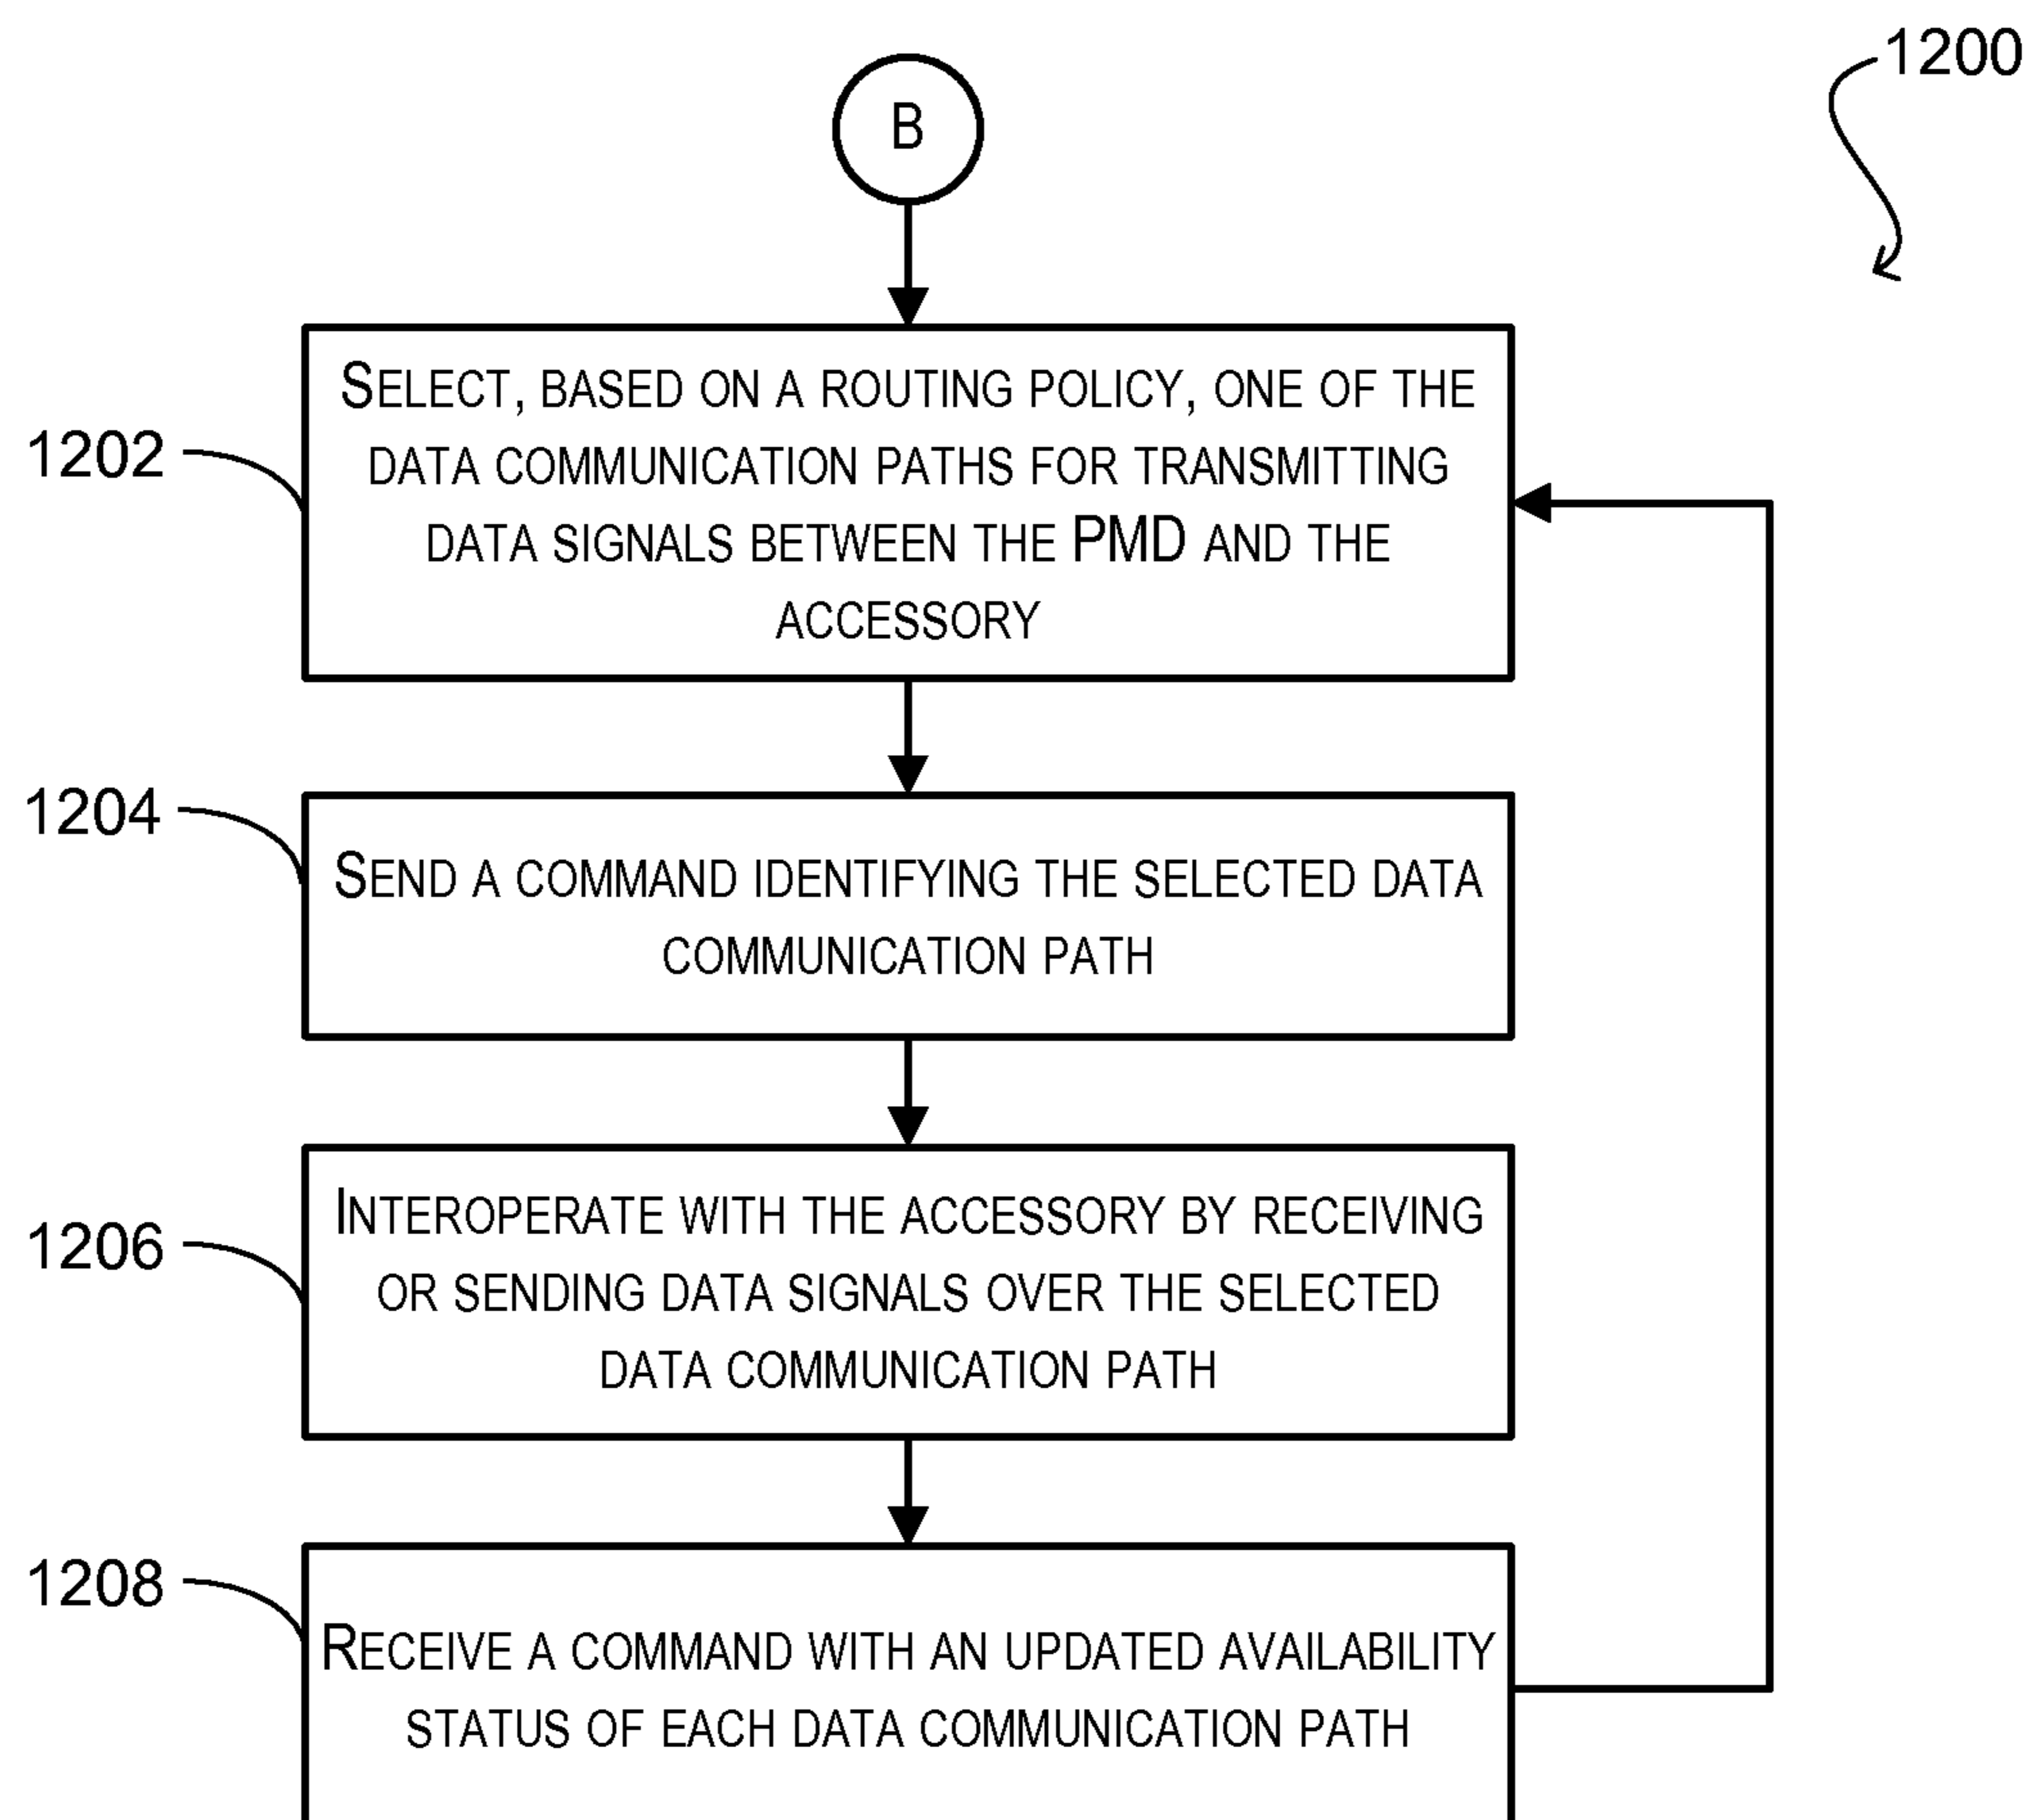 1200
B
SELECT, BASED ON A ROUTING POLICY, ONE OF THE
DATA COMMUNICATION PATHS FOR TRANSMITTING
DATA SIGNALS BETWEEN THE PMD AND THE
ACCESSORY
1202
SEND A COMMAND IDENTIFYING THE SELECTED DATA
COMMUNICATION PATH
1204
INTEROPERATE WITH THE ACCESSORY BY RECEIVING
OR SENDING DATA SIGNALS OVER THE SELECTED
DATA COMMUNICATION PATH
1206
RECEIVE A COMMAND WITH AN UPDATED AVAILABILITY
STATUS OF EACH DATA COMMUNICATION PATH
1208